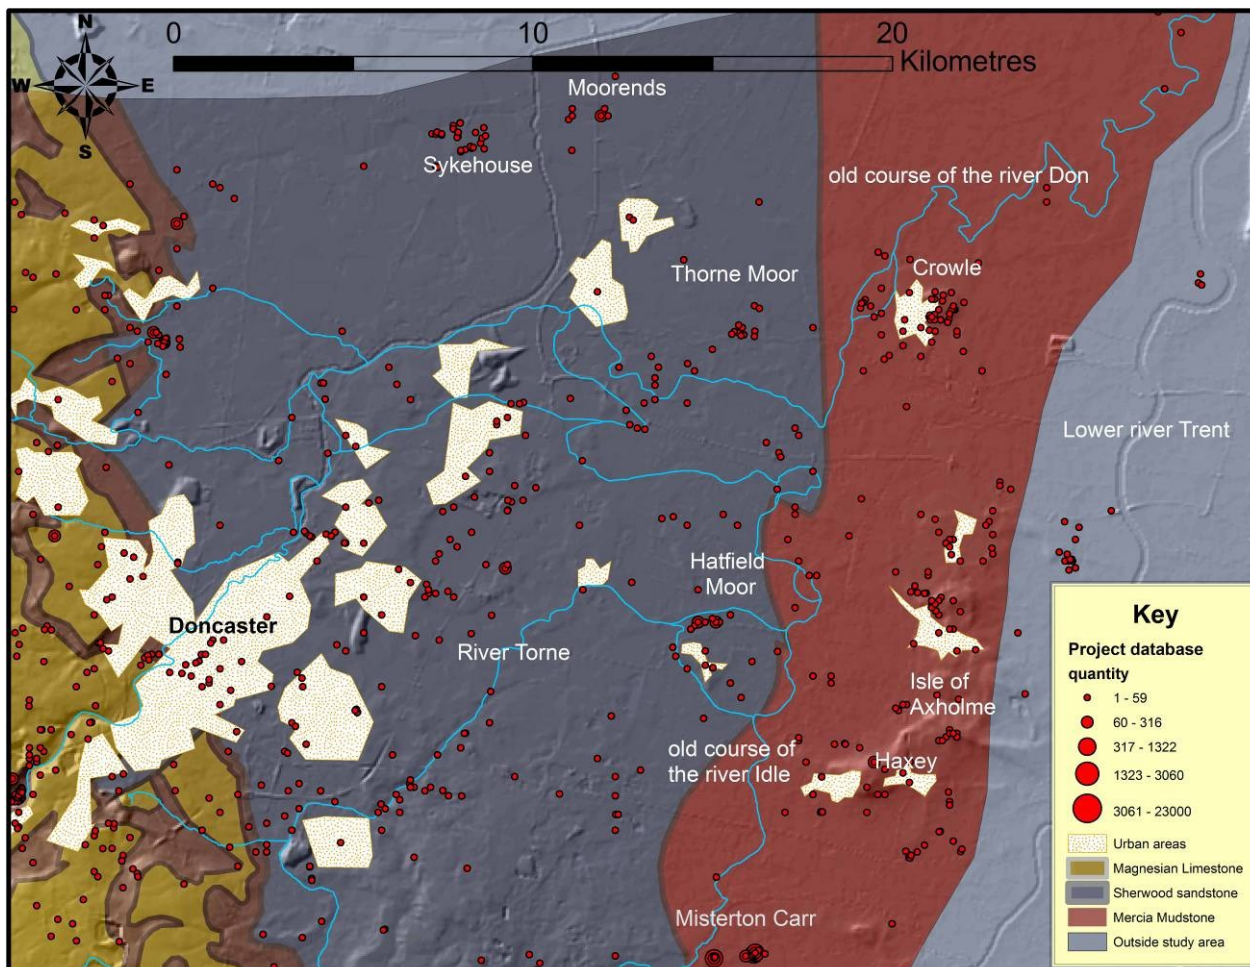 N
W E
S
0 10 20
Kilometres
Moorends
Sykehouse
old course of the river Don
Thorne Moor
Crowle
Lower river Trent
Hatfield
Moor
Doncaster
River Torne
Isle of
Axholme
old course of
the river Idle
Haxey
Misterton Carr
Key
Project database
quantity
1 - 59
60 - 316
317 - 1322
1323 - 3060
3061 - 23000
Urban areas
Magnesian Limestone
Sherwood sandstone
Mercia Mudstone
Outside study area